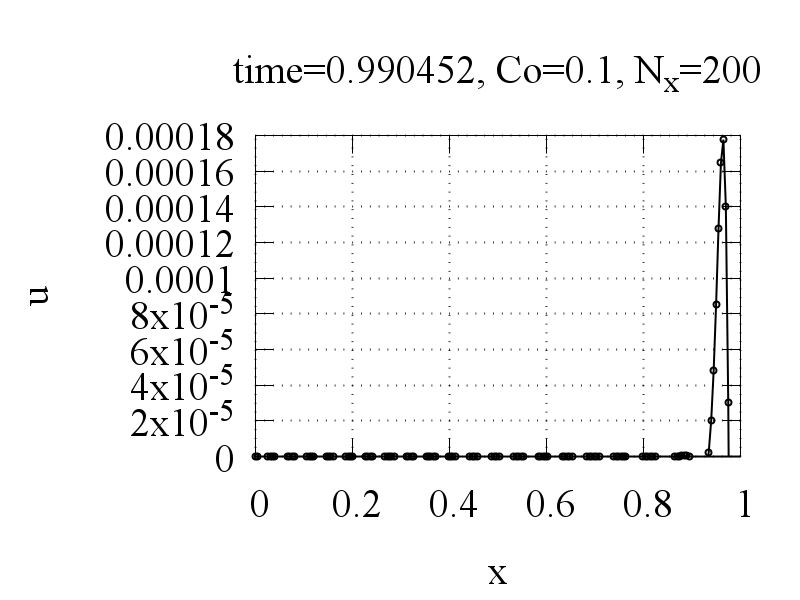 time=0.990452, Co=0.1, Nx=200
0.00018
0.00016
0.00014
0.00012
0.0001
8x10-5
6x10-5
4x10-5
2x10-5
0
u
0 0.2 0.4 0.6 0.8 1
x